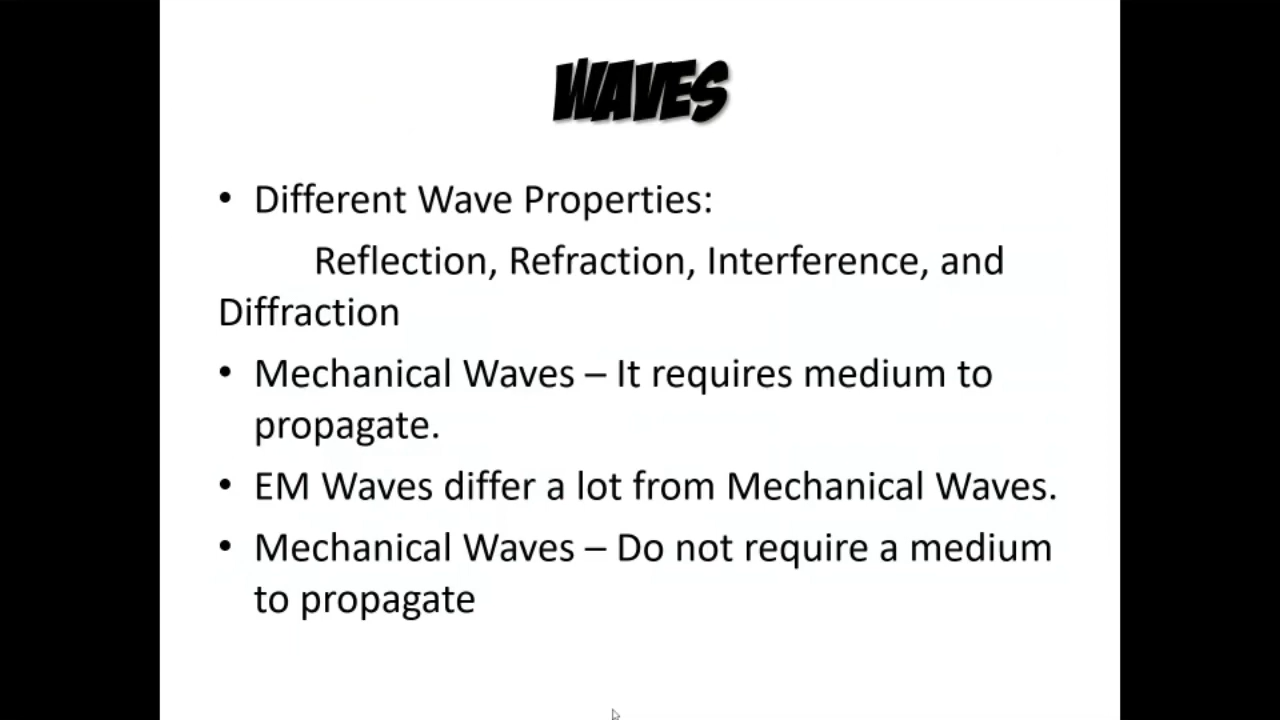 WAVES
• Different Wave Properties:
Reflection, Refraction, Interference, and
Diffraction
• Mechanical Waves – It requires medium to
propagate.
• EM Waves differ a lot from Mechanical Waves.
• Mechanical Waves – Do not require a medium
to propagate